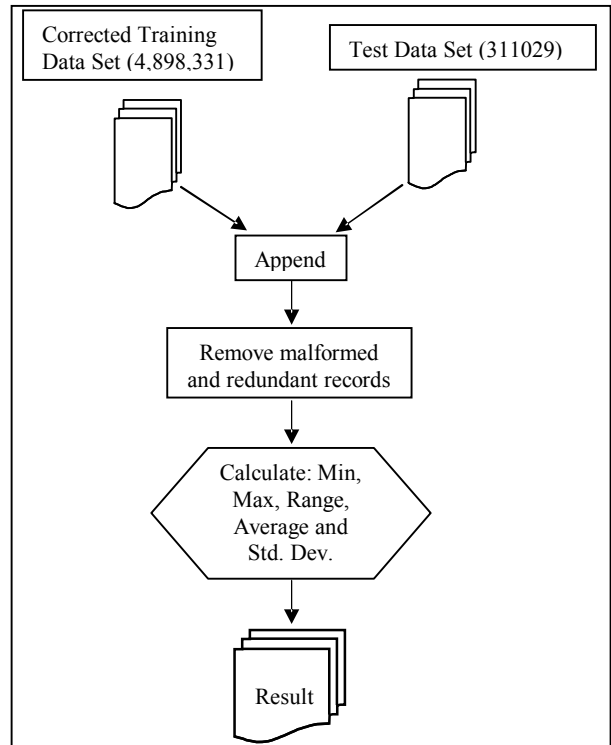 Corrected Training
Data Set (4,898,331)
Test Data Set (311029)
Append
Remove malformed
and redundant records
Calculate: Min,
Max, Range,
Average and
Std. Dev.
Result